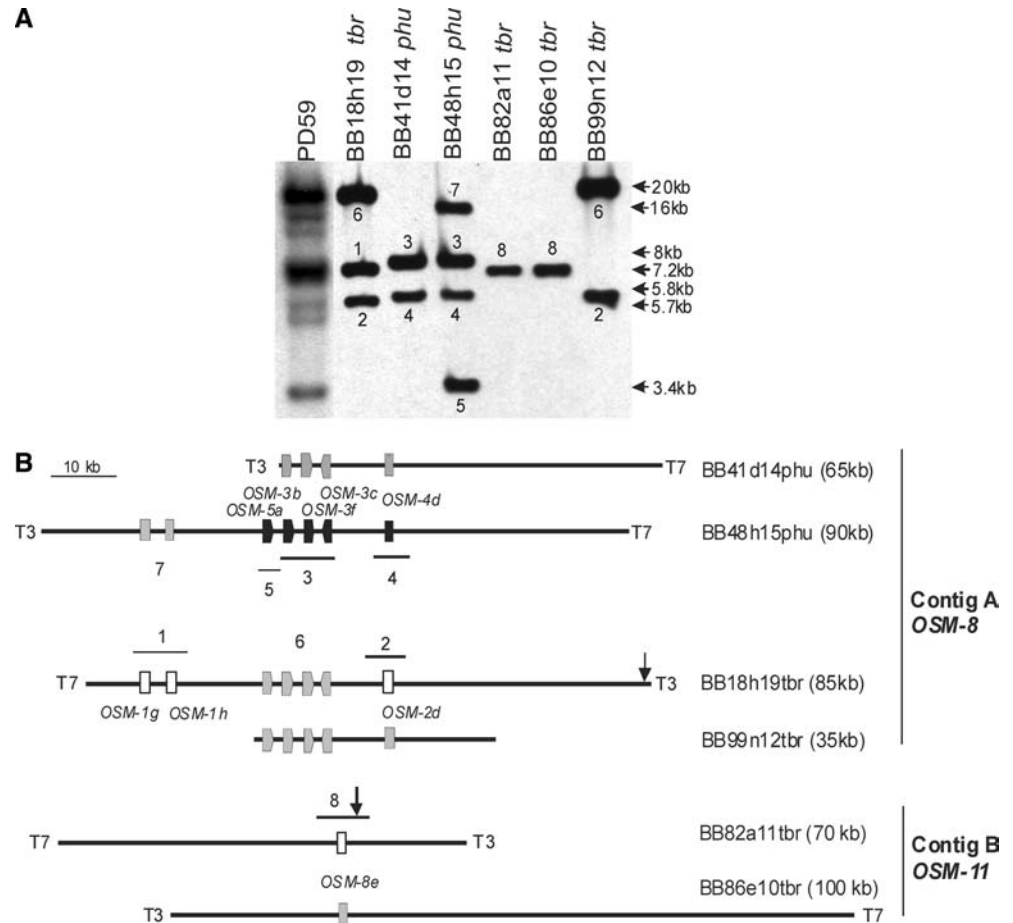 A
PD59
BB18h19 tbr
BB41d14 phu
BB48h15 phu
BB82a11 tbr
BB86e10 tbr
BB99n12 tbr
7
20kb
6
6
16kb
1
3
3
8
8
8kb
7.2kb
5.8kb
2
4
4
2
5.7kb
5
3.4kb
B
10 kb
T3
T7
BB41d14phu (65kb)
OSM-3b
OSM-3c
OSM-4d
OSM-5a
OSM-3f
T3
T7
BB48h15phu (90kb)
7
5
3
4
Contig A
OSM-8
1
6
2
T7
T3
BB18h19tbr (85kb)
OSM-1g
OSM-1h
OSM-2d
BB99n12tbr (35kb)
8
T7
T3
BB82a11tbr (70 kb)
Contig B
OSM-11
OSM-8e
BB86e10tbr (100 kb)
T3
T7